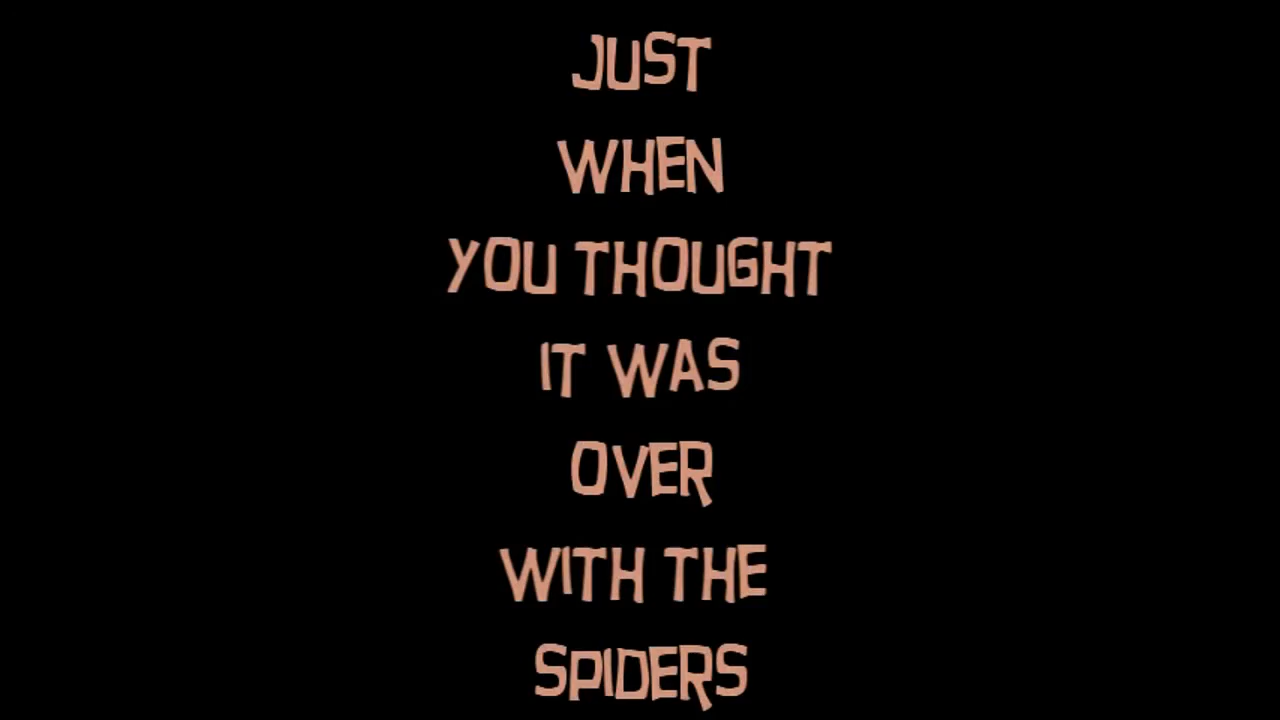 JUST
WHEN
YOU THOUGHT
IT WAS
OVER
WITH THE
SPIDERS